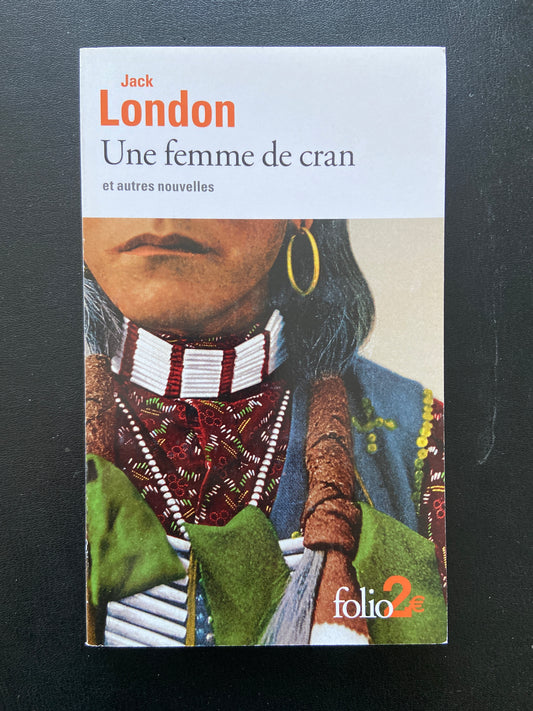 Jack
London
Une femme de cran
et autres nouvelles
folio2€